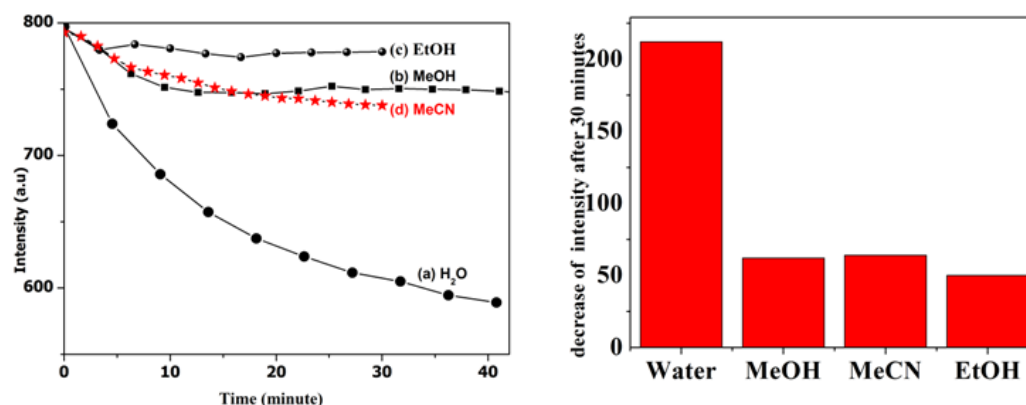 800
700
600
Intensity (a.u)
(c) EtOH
(b) MeOH
(d) MeCN
(a) H₂O
0 10 20 30 40
Time (minute)
decrease of intensity after 30 minutes
200
150
100
50
0
Water MeOH MeCN EtOH